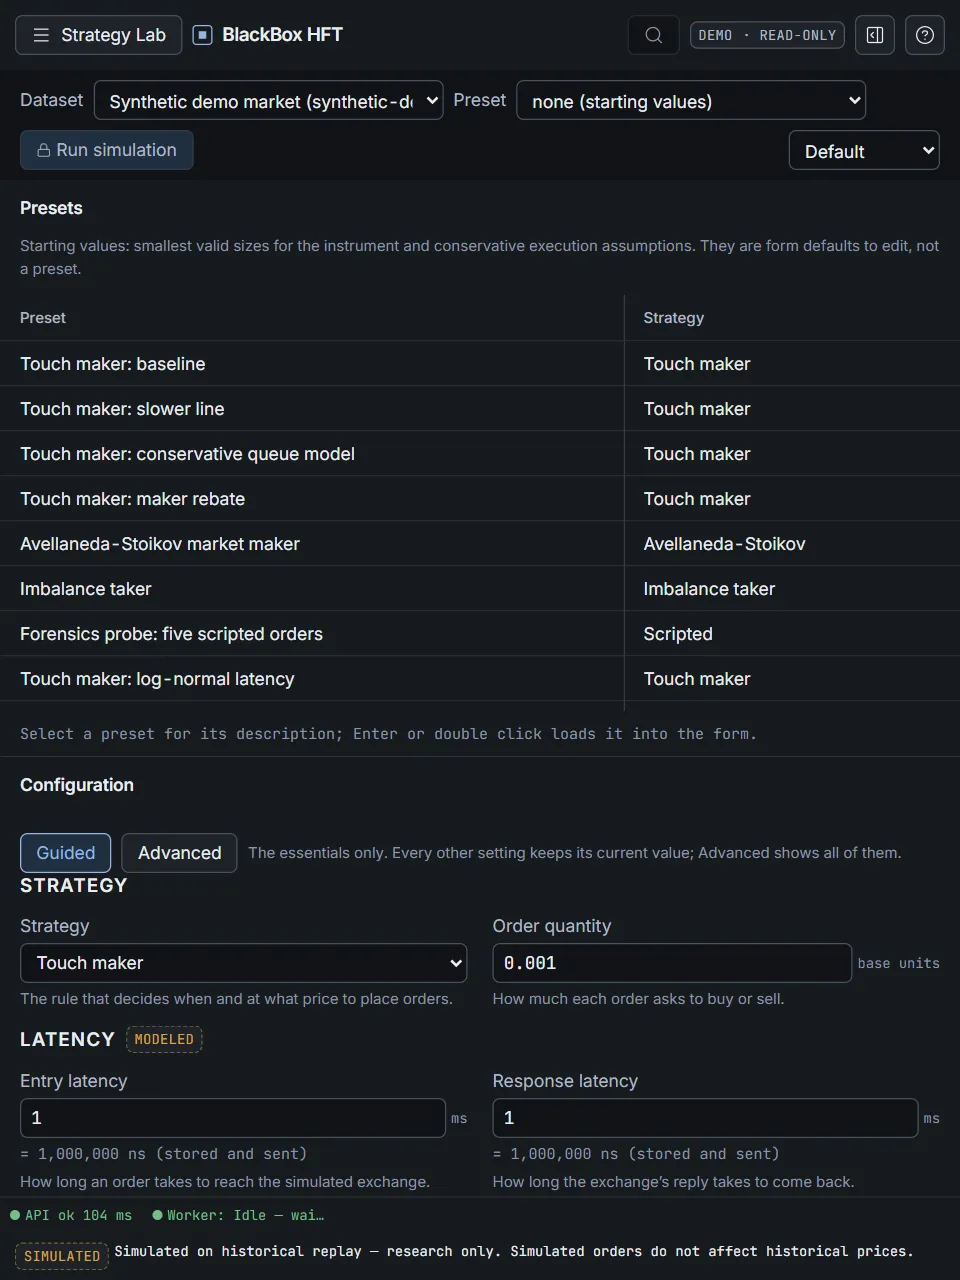 Strategy Lab BlackBox HFT DEMO · READ-ONLY
Dataset Synthetic demo market (synthetic-de Preset none (starting values)
Run simulation Default
Presets
Starting values: smallest valid sizes for the instrument and conservative execution assumptions. They are form defaults to edit, not
a preset.
Preset Strategy
Touch maker: baseline Touch maker
Touch maker: slower line Touch maker
Touch maker: conservative queue model Touch maker
Touch maker: maker rebate Touch maker
Avellaneda-Stoikov market maker Avellaneda-Stoikov
Imbalance taker Imbalance taker
Forensics probe: five scripted orders Scripted
Touch maker: log-normal latency Touch maker
Select a preset for its description; Enter or double click loads it into the form.
Configuration
Guided Advanced The essentials only. Every other setting keeps its current value; Advanced shows all of them.
STRATEGY
Strategy Order quantity
Touch maker 0.001 base units
The rule that decides when and at what price to place orders. How much each order asks to buy or sell.
LATENCY MODELED
Entry latency Response latency
1 ms 1 ms
= 1,000,000 ns (stored and sent) = 1,000,000 ns (stored and sent)
How long an order takes to reach the simulated exchange. How long the exchange's reply takes to come back.
API ok 104 ms Worker: Idle — wai…
SIMULATED Simulated on historical replay — research only. Simulated orders do not affect historical prices.